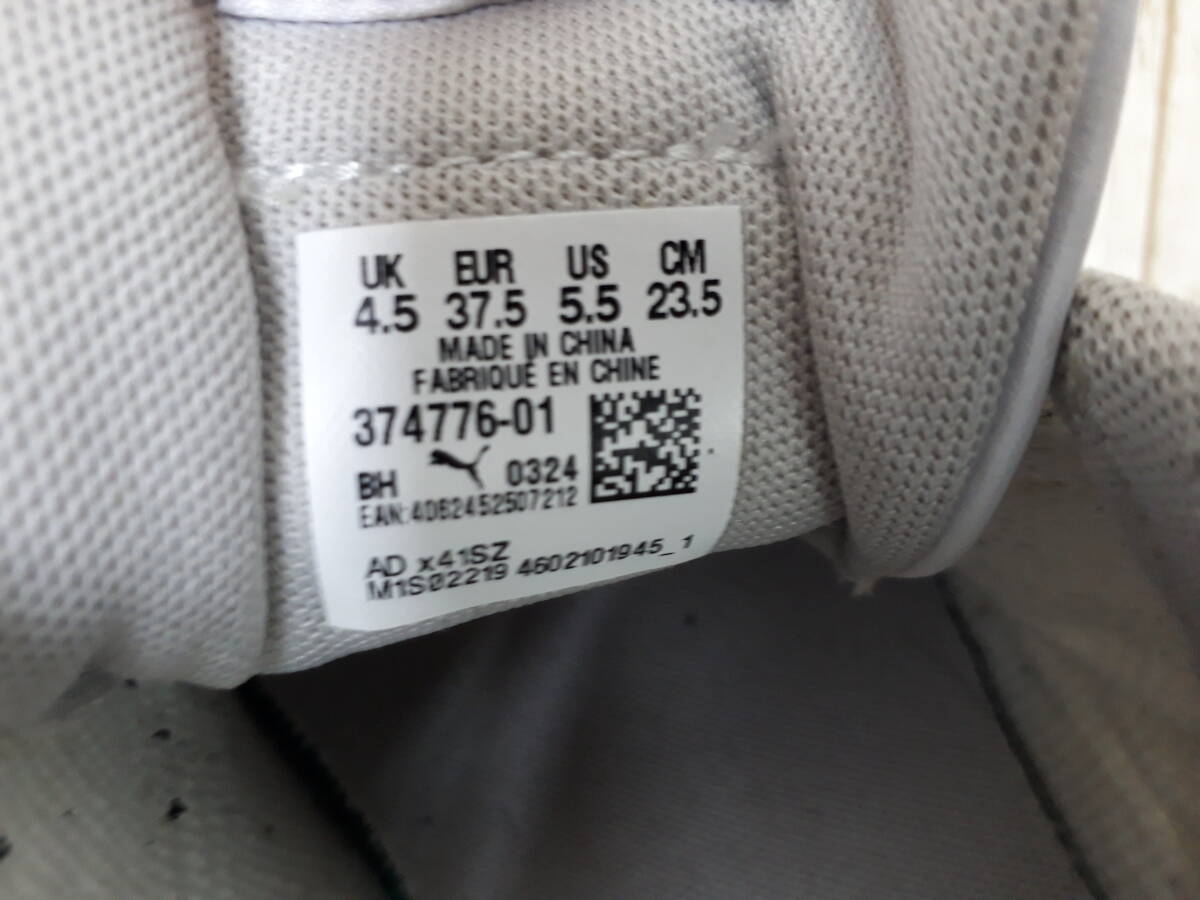 UK EUR US CM
4.5 37.5 5.5 23.5
MADE IN CHINA
FABRIQUE EN CHINE
374776-01
BH 0324
EAN:4062452507212
AD x41SZ
M1S02219 4602101945_1